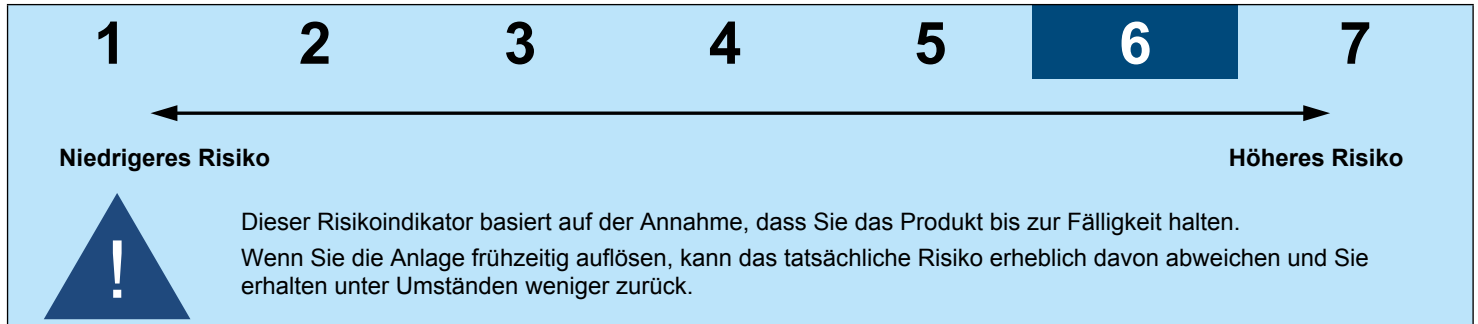 1 2 3 4 5 6 7
Niedrigeres Risiko Höheres Risiko
Dieser Risikoindikator basiert auf der Annahme, dass Sie das Produkt bis zur Fälligkeit halten.
Wenn Sie die Anlage frühzeitig auflösen, kann das tatsächliche Risiko erheblich davon abweichen und Sie
erhalten unter Umständen weniger zurück.
!